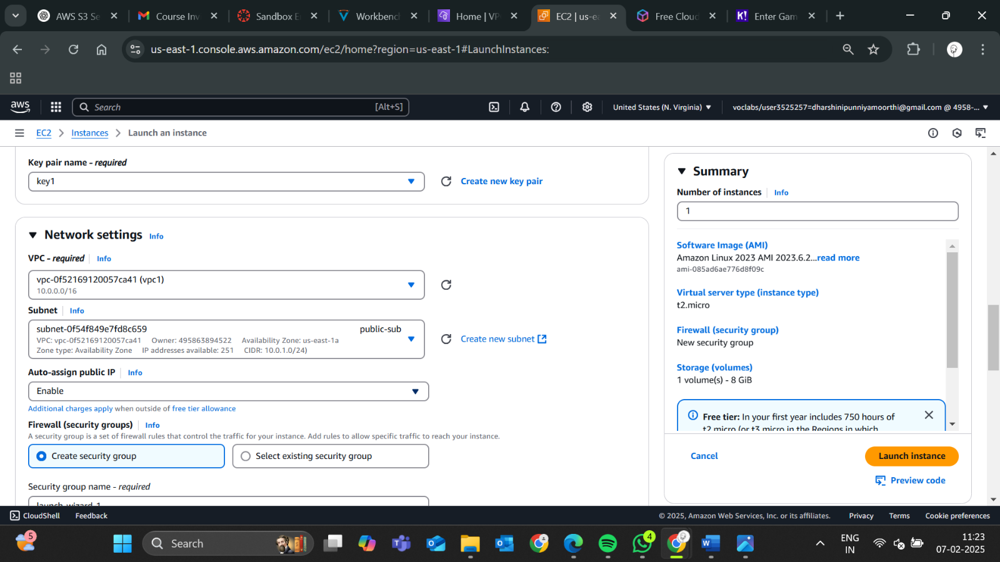 AWS S3 Se
Course Inv
Sandbox E
Workbenc
Home | VP
EC2 | us-ea
Free Cloud
K!
Enter Gam
us-east-1.console.aws.amazon.com/ec2/home?region=us-east-1#LaunchInstances:
aws
Search
[Alt+S]
United States (N. Virginia)
voclabs/user3525257=dharshinipunniyamoorthi@gmail.com @ 4958-...
EC2
Instances
Launch an instance
Key pair name - required
key1
Create new key pair
Network settings Info
VPC - required Info
vpc-0f52169120057ca41 (vpc1)
10.0.0.0/16
Subnet Info
subnet-0f54f849e7fd8c659 public-sub
VPC: vpc-0f52169120057ca41 Owner: 495863894522 Availability Zone: us-east-1a
Zone type: Availability Zone IP addresses available: 251 CIDR: 10.0.1.0/24)
Create new subnet
Auto-assign public IP Info
Enable
Additional charges apply when outside of free tier allowance
Firewall (security groups) Info
A security group is a set of firewall rules that control the traffic for your instance. Add rules to allow specific traffic to reach your instance.
Create security group
Select existing security group
Security group name - required
launch-wizard-1
Summary
Number of instances Info
1
Software Image (AMI)
Amazon Linux 2023 AMI 2023.6.2...read more
ami-085ad6ae776d8f09c
Virtual server type (instance type)
t2.micro
Firewall (security group)
New security group
Storage (volumes)
1 volume(s) - 8 GiB
Free tier: In your first year includes 750 hours of
t2.micro (or t3.micro in the Regions in which
Cancel
Launch instance
Preview code
CloudShell
Feedback
© 2025, Amazon Web Services, Inc. or its affiliates.
Privacy
Terms
Cookie preferences
5
Search
4
ENG
IN
11:23
07-02-2025